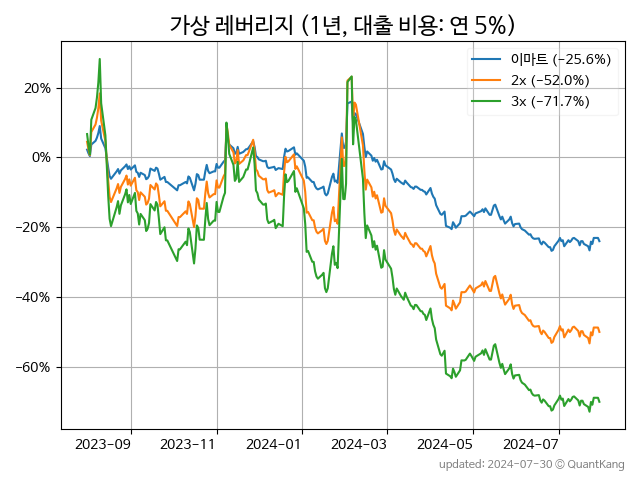 가상 레버리지 (1년, 대출 비용: 연 5%)
이마트 (−25.6%)
2x (−52.0%)
3x (−71.7%)
20%
0%
−20%
−40%
−60%
2023−09 2023−11 2024−01 2024−03 2024−05 2024−07
updated: 2024-07-30 © QuantKang